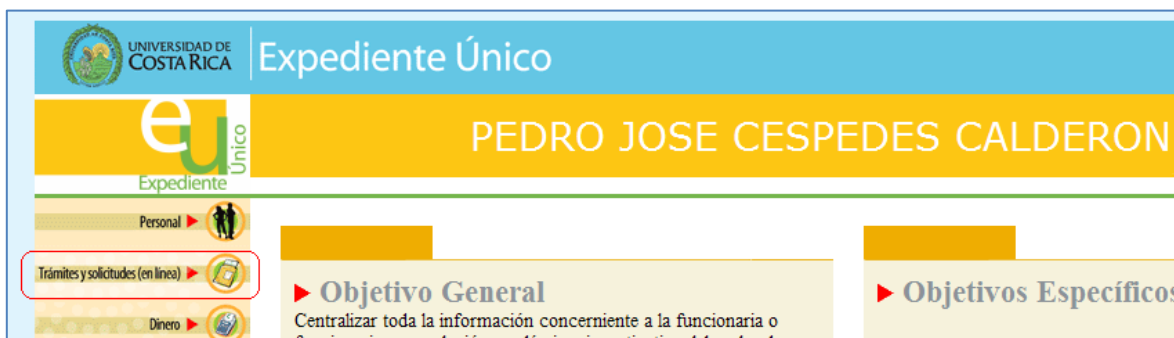 UNIVERSIDAD DE
COSTA RICA
Expediente Único
eu
Único
Expediente
PEDRO JOSE CESPEDES CALDERON
Personal
Trámites y solicitudes (en línea)
Dinero
Objetivo General
Centralizar toda la información concerniente a la funcionaria o
Objetivos Específicos